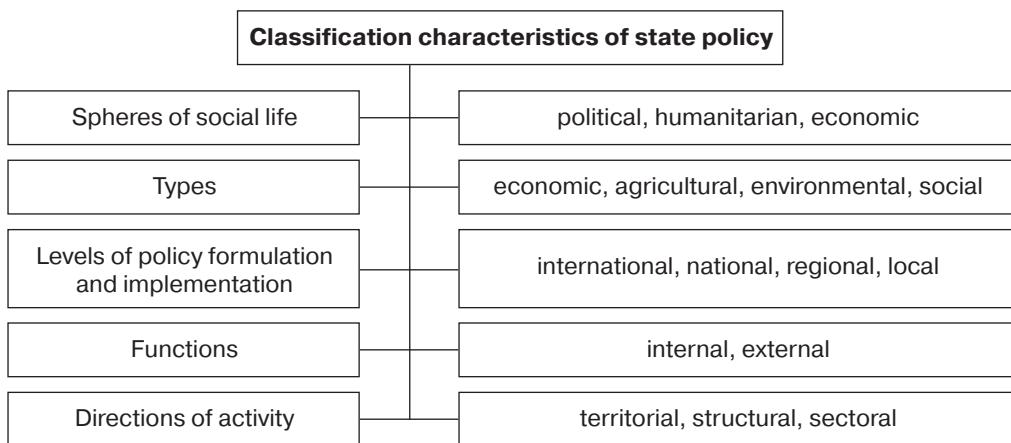 Classification characteristics of state policy
Spheres of social life
political, humanitarian, economic
Types
economic, agricultural, environmental, social
Levels of policy formulation
and implementation
international, national, regional, local
Functions
internal, external
Directions of activity
territorial, structural, sectoral